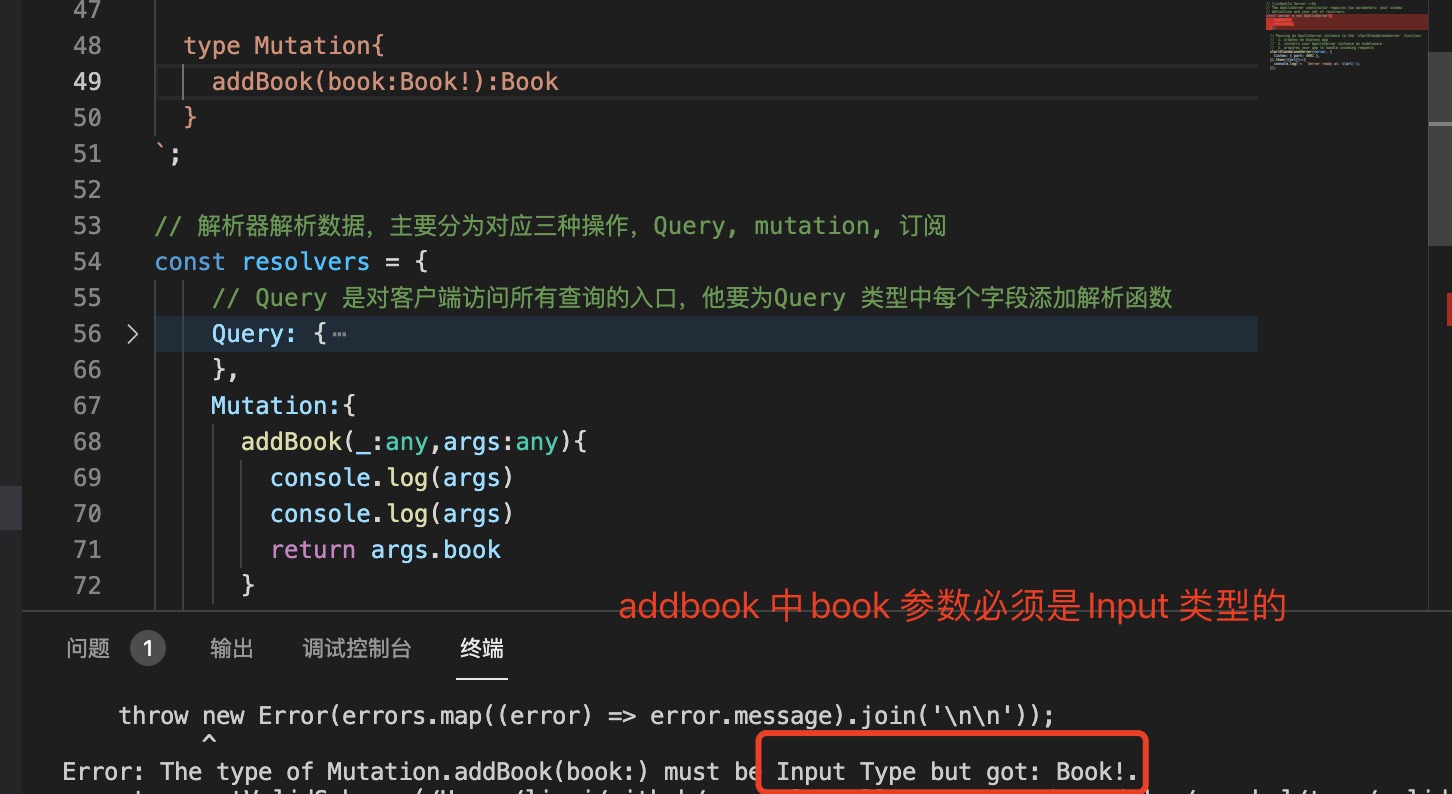 47
48 type Mutation{
49 addBook(book:Book!):Book
50 }
51 `;
52
53 // 解析器解析数据，主要分为对应三种操作，Query, mutation, 订阅
54 const resolvers = {
55 // Query 是对客户端访问所有查询的入口，他要为Query 类型中每个字段添加解析函数
56 Query: {⋯
66 },
67 Mutation:{
68 addBook(_:any,args:any){
69 console.log(args)
70 console.log(args)
71 return args.book
72 }
addbook 中 book 参数必须是 Input 类型的
问题 1 输出 调试控制台 终端
throw new Error(errors.map((error) => error.message).join('\n\n'));
^
Error: The type of Mutation.addBook(book:) must be Input Type but got: Book!.